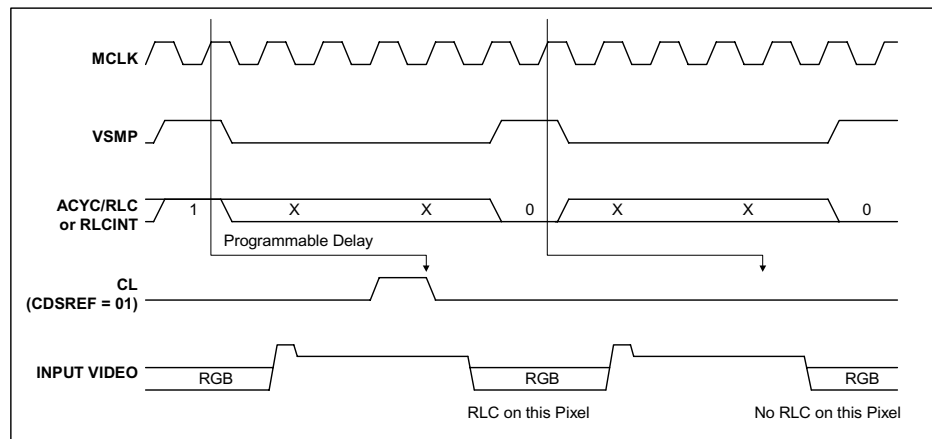 MCLK
VSMP
ACYC/RLC
or RLCINT
1 X X 0 X X 0
Programmable Delay
CL
(CDSREF = 01)
INPUT VIDEO
RGB RGB RGB
RLC on this Pixel No RLC on this Pixel